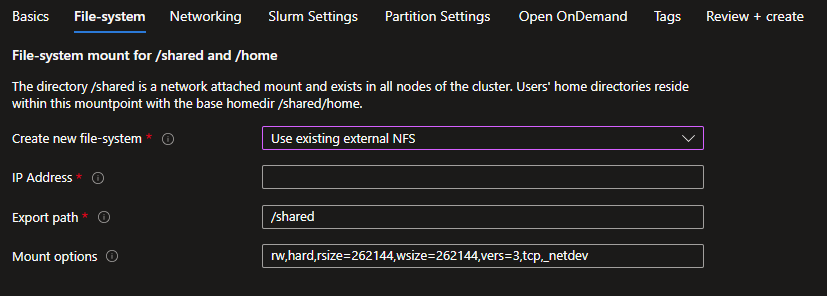 Basics File-system Networking Slurm Settings Partition Settings Open OnDemand Tags Review + create
File-system mount for /shared and /home
The directory /shared is a network attached mount and exists in all nodes of the cluster. Users' home directories reside
within this mountpoint with the base homedir /shared/home.
Create new file-system * Use existing external NFS
IP Address *
Export path * /shared
Mount options rw,hard,rsize=262144,wsize=262144,vers=3,tcp,_netdev